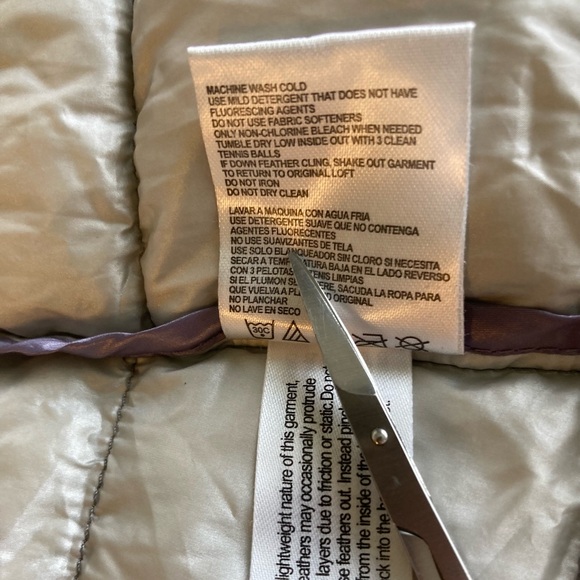 MACHINE WASH COLD
USE MILD DETERGENT THAT DOES NOT HAVE
FLUORESCING AGENTS
DO NOT USE FABRIC SOFTENERS
ONLY NON-CHLORINE BLEACH WHEN NEEDED
TUMBLE DRY LOW INSIDE OUT WITH 3 CLEAN
TENNIS BALLS
IF DOWN FEATHER CLING, SHAKE OUT GARMENT
TO RETURN TO ORIGINAL LOFT
DO NOT IRON
DO NOT DRY CLEAN
LAVAR A MAQUINA CON AGUA FRIA
USE DETERGENTE SUAVE QUE NO CONTENGA
AGENTES FLUORECENTES
NO USE SUAVIZANTES DE TELA
USE SOLO BLANQUEADOR SIN CLORO SI NECESITA
SECAR A BAJA EN EL LADO REVERSO
CON 3 PELOTAS TENIS LIMPIAS
SI EL PLUMON SACUDA LA ROPA PARA
QUE VUELVA A ORIGINAL
NO PLANCHAR
NO LAVE EN SECO
30C
lightweight nature of this garment,
feathers may occasionally protrude
layers due to friction or static. Do not
feathers out. Instead
from the inside of the
back into the